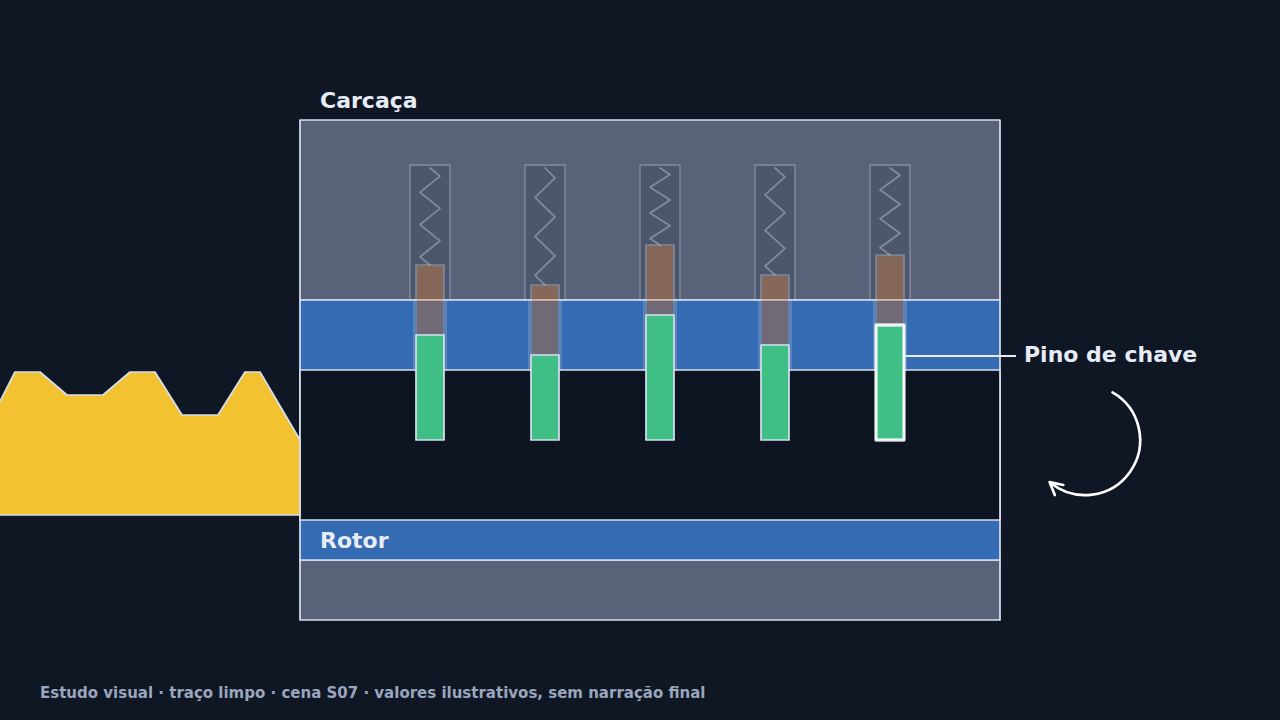 Carcaça
Pino de chave
Rotor
Estudo visual · traço limpo · cena S07 · valores ilustrativos, sem narração final